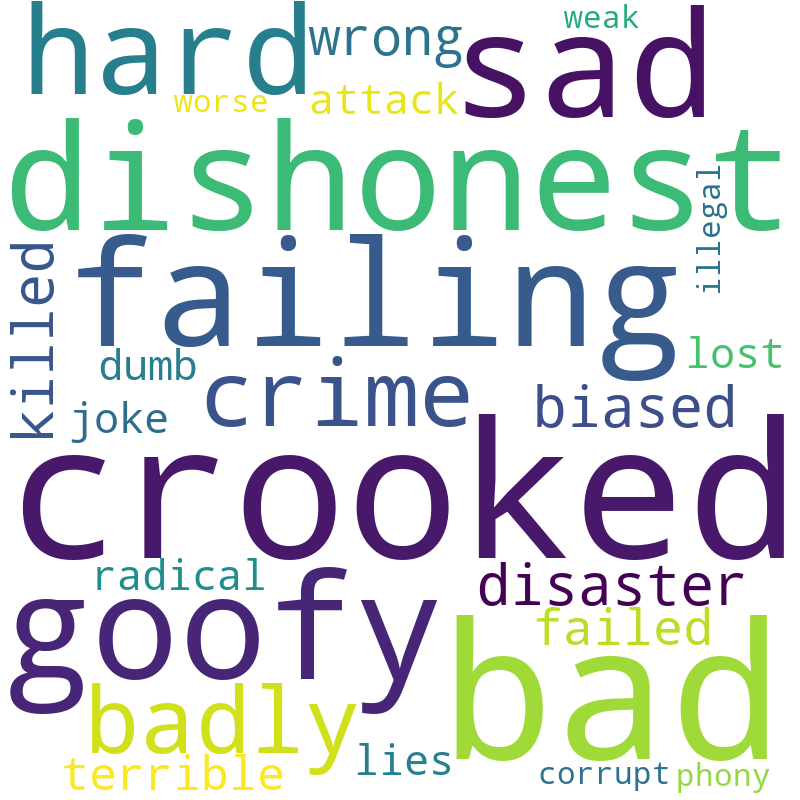 hard
wrong
sad
weak
worse
attack
dishonest
illegal
failing
killed
dumb
crime
lost
joke
biased
crooked
radical
disaster
goofy
failed
bad
badly
terrible
lies
corrupt
phony